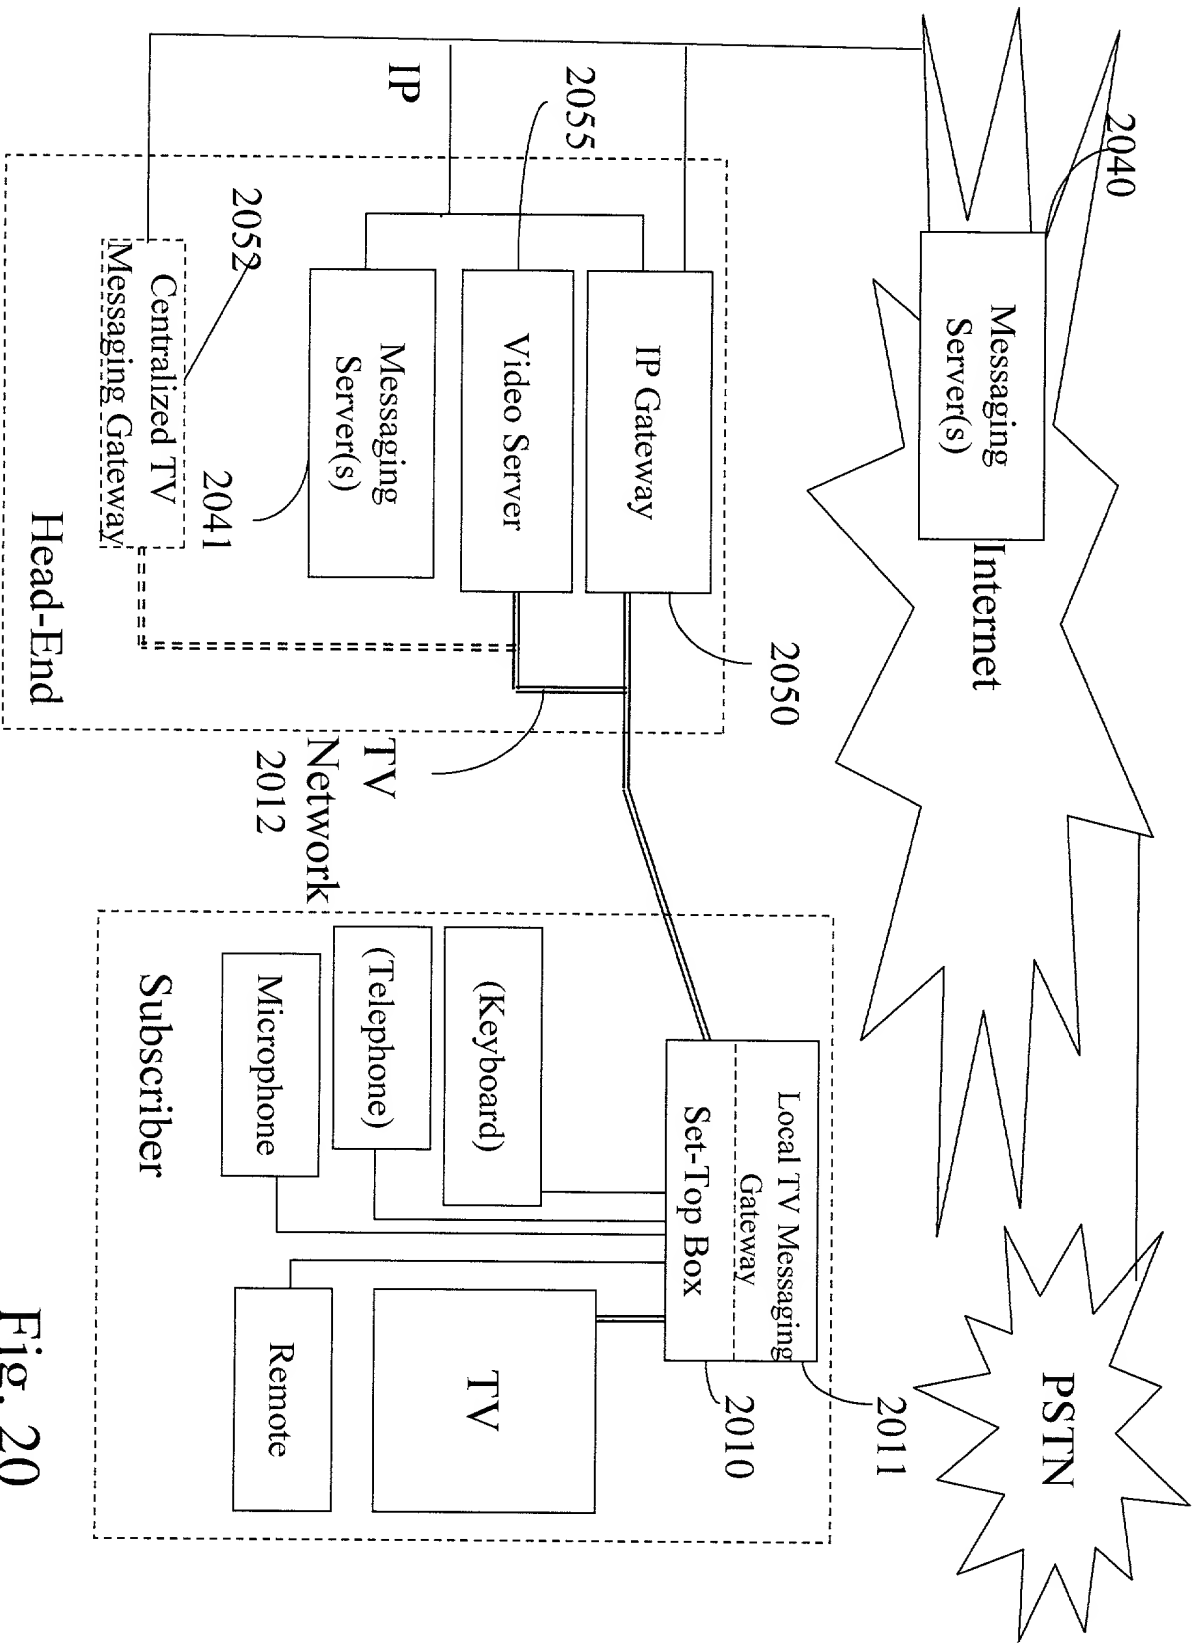 2040
Messaging
Server(s)
Internet
PSTN
IP
2055
2052
IP Gateway
2050
Video Server
Messaging
Server(s)
2041
Centralized TV
Messaging Gateway
Head-End
TV
Network
2012
Local TV Messaging
Gateway
Set-Top Box
2011
2010
(Keyboard)
(Telephone)
Microphone
TV
Remote
Subscriber
Fig. 20